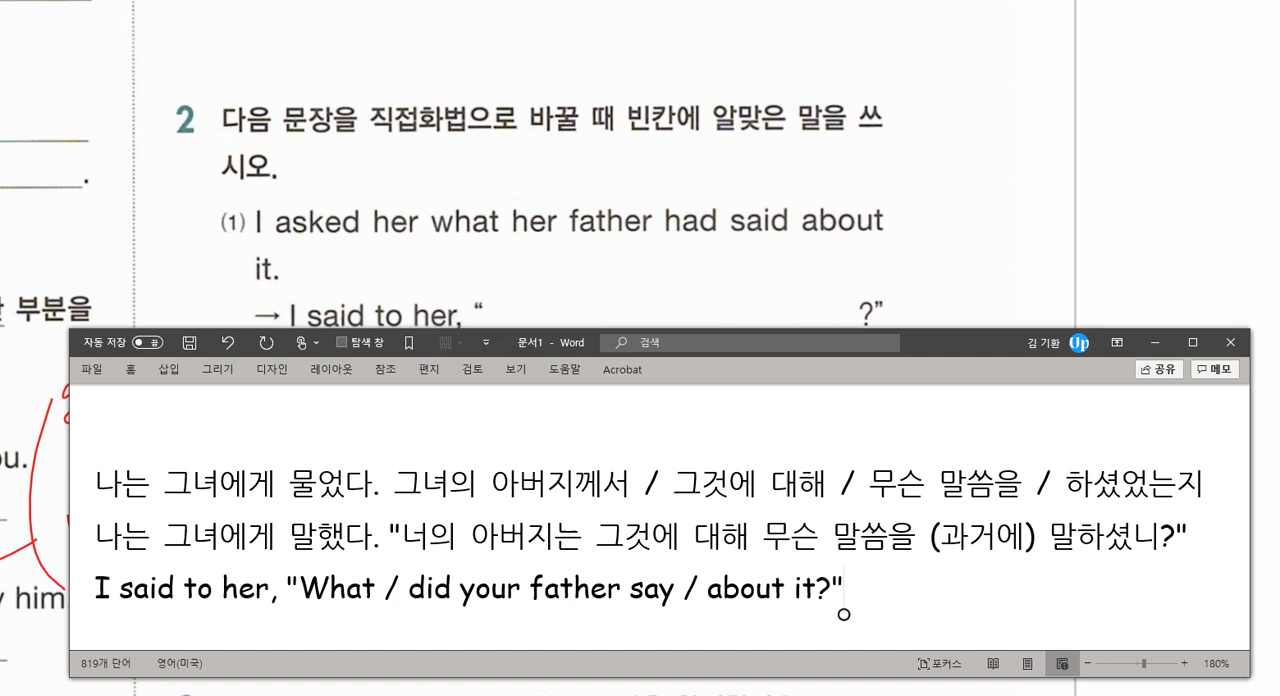 2 다음 문장을 직접화법으로 바꿀 때 빈칸에 알맞은 말을 쓰
시오.
(1) I asked her what her father had said about
it.
→ I said to her, “ ?”
부분을
자동 저장 끔 탐색 창 문서1 - Word 검색 김 기환 Up
파일 홈 삽입 그리기 디자인 레이아웃 참조 편지 검토 보기 도움말 Acrobat 공유 메모
ou.
나는 그녀에게 물었다. 그녀의 아버지께서 / 그것에 대해 / 무슨 말씀을 / 하셨었는지
나는 그녀에게 말했다. "너의 아버지는 그것에 대해 무슨 말씀을 (과거에) 말하셨니?"
I said to her, "What / did your father say / about it?"
y him
819개 단어 영어(미국) 포커스 180%